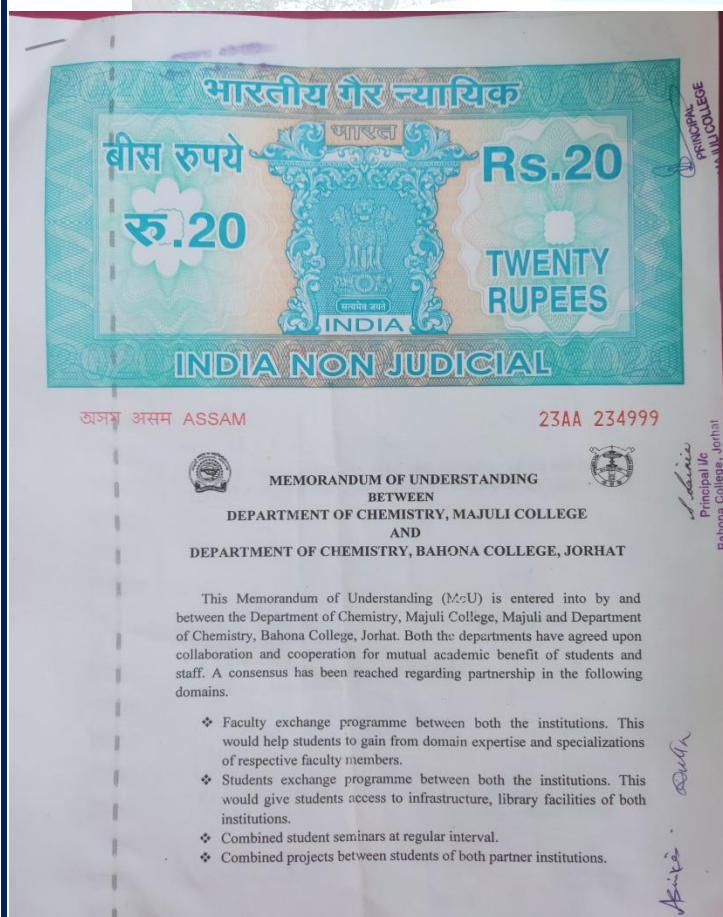 भारतीय गैर न्यायिक
भारत
बीस रुपये
Rs.20
रु.20
TWENTY
RUPEES
सत्यमेव जयते
INDIA
INDIA NON JUDICIAL
অসম असम ASSAM
23AA 234999
MEMORANDUM OF UNDERSTANDING
BETWEEN
DEPARTMENT OF CHEMISTRY, MAJULI COLLEGE
AND
DEPARTMENT OF CHEMISTRY, BAHONA COLLEGE, JORHAT
This Memorandum of Understanding (McU) is entered into by and
between the Department of Chemistry, Majuli College, Majuli and Department
of Chemistry, Bahona College, Jorhat. Both the departments have agreed upon
collaboration and cooperation for mutual academic benefit of students and
staff. A consensus has been reached regarding partnership in the following
domains.
❖ Faculty exchange programme between both the institutions. This
would help students to gain from domain expertise and specializations
of respective faculty members.
❖ Students exchange programme between both the institutions. This
would give students access to infrastructure, library facilities of both
institutions.
❖ Combined student seminars at regular interval.
❖ Combined projects between students of both partner institutions.
PRINCIPAL
MAJULI COLLEGE
Principal I/c
Bahona College, Jorhat